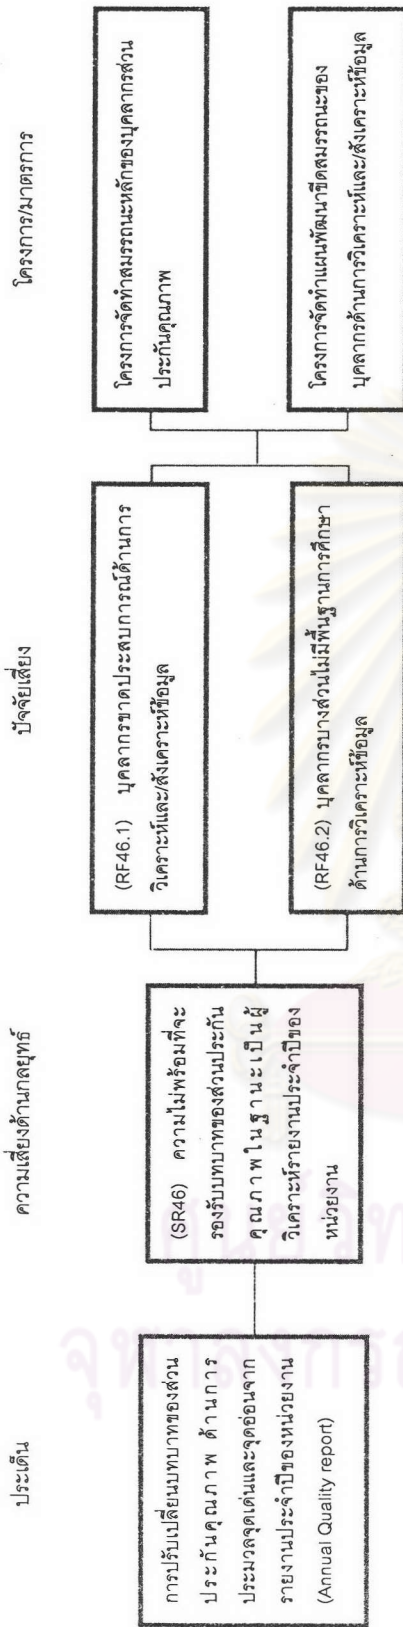 ประเด็น
ความเสี่ยงด้านกลยุทธ์
ปัจจัยเสี่ยง
โครงการ/มาตรการ
การปรับเปลี่ยนบทบาทของส่วน
ประกันคุณภาพ ด้านการ
ประมวลจุดเด่นและจุดอ่อนจาก
รายงานประจำปีของหน่วยงาน
(Annual Quality report)
(SR46) ความไม่พร้อมที่จะ
รองรับบทบาทของส่วนประกัน
คุณภาพในฐานะเป็นผู้
วิเคราะห์รายงานประจำปีของ
หน่วยงาน
(RF46.1) บุคลากรขาดประสบการณ์ด้านการ
วิเคราะห์และ/สังเคราะห์ข้อมูล
(RF46.2) บุคลากรบางส่วนไม่มีพื้นฐานการศึกษา
ด้านการวิเคราะห์ข้อมูล
โครงการจัดทำสมรรถนะหลักของบุคลากรส่วน
ประกันคุณภาพ
โครงการจัดทำแผนพัฒนาขีดสมรรถนะของ
บุคลากรด้านการวิเคราะห์และ/สังเคราะห์ข้อมูล